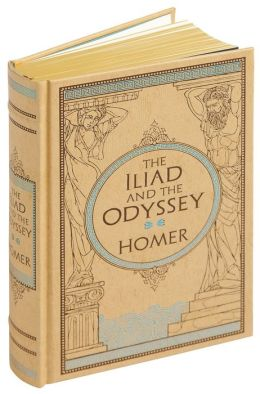 THE
ILIAD
AND THE
ODYSSEY
HOMER
THE
ILIAD
AND THE
ODYSSEY
HOMER